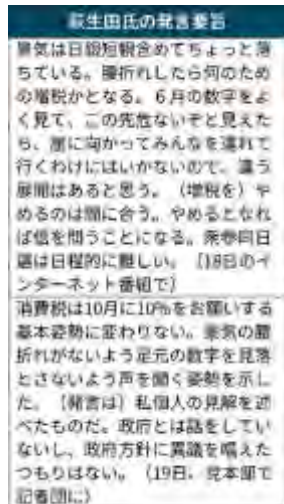 萩生田氏の発言要旨
景気は日銀短観含めてちょっと落
ちている。腰折れしたら何のため
の増税かとなる。6月の数字をよ
く見て、この先危ないぞと見えた
ら、崖に向かってみんなを連れて
行くわけにはいかないので、違う
展開はあると思う。（増税を）や
めるのは間に合う。やめるとなれ
ば信を問うことになる。衆参同日
選は日程的に難しい。（18日のイ
ンターネット番組で）
消費税は10月に10%をお願いする
基本姿勢に変わりない。景気の腰
折れがないよう足元の数字を見落
とさないよう声を聞く姿勢を示し
た。（発言は）私個人の見解を述
べたものだ。政府とは話をしてい
ないし、政府方針に異議を唱えた
つもりはない。（19日、党本部で
記者団に）